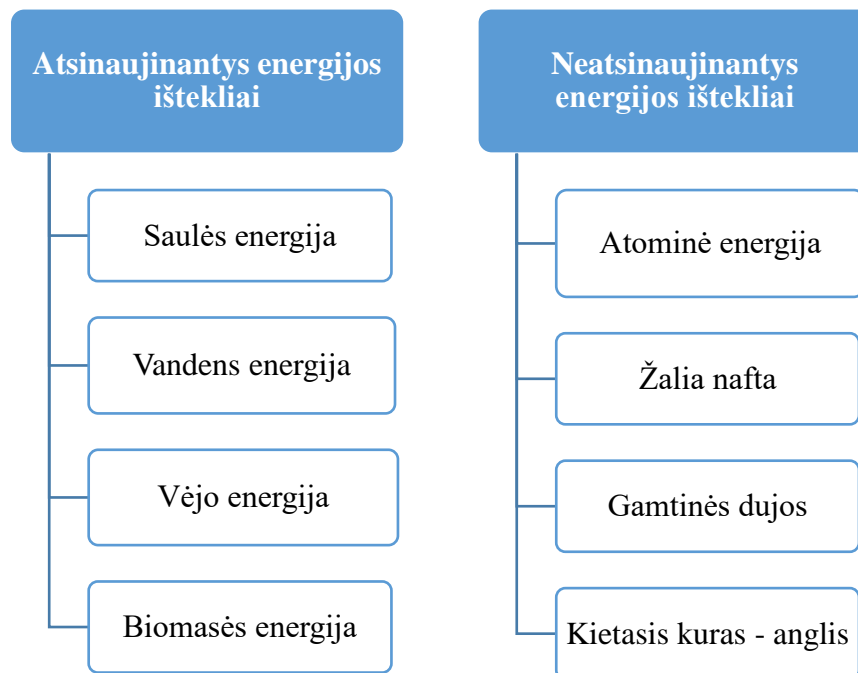 Atsinaujinantys energijos
ištekliai
Saulės energija
Vandens energija
Vėjo energija
Biomasės energija
Neatsinaujinantys
energijos ištekliai
Atominė energija
Žalia nafta
Gamtinės dujos
Kietasis kuras - anglis